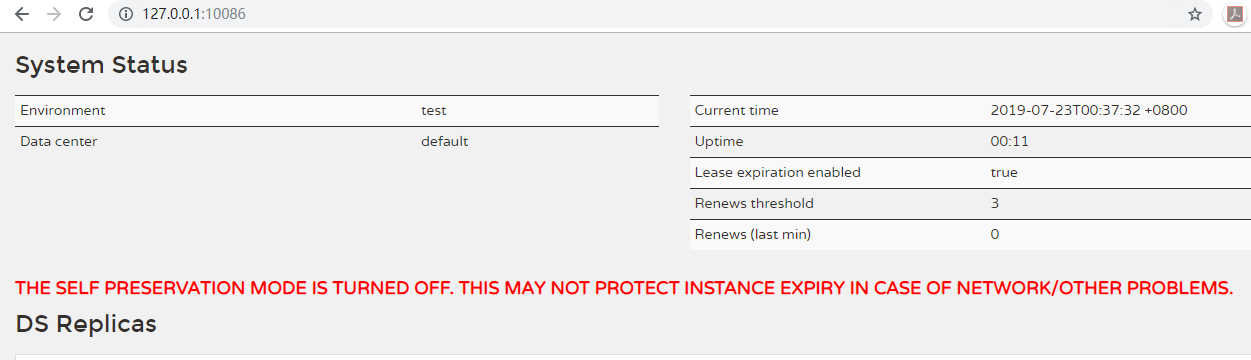 127.0.0.1:10086
System Status
Environment test
Data center default
Current time 2019-07-23T00:37:32 +0800
Uptime 00:11
Lease expiration enabled true
Renews threshold 3
Renews (last min) 0
THE SELF PRESERVATION MODE IS TURNED OFF. THIS MAY NOT PROTECT INSTANCE EXPIRY IN CASE OF NETWORK/OTHER PROBLEMS.
DS Replicas